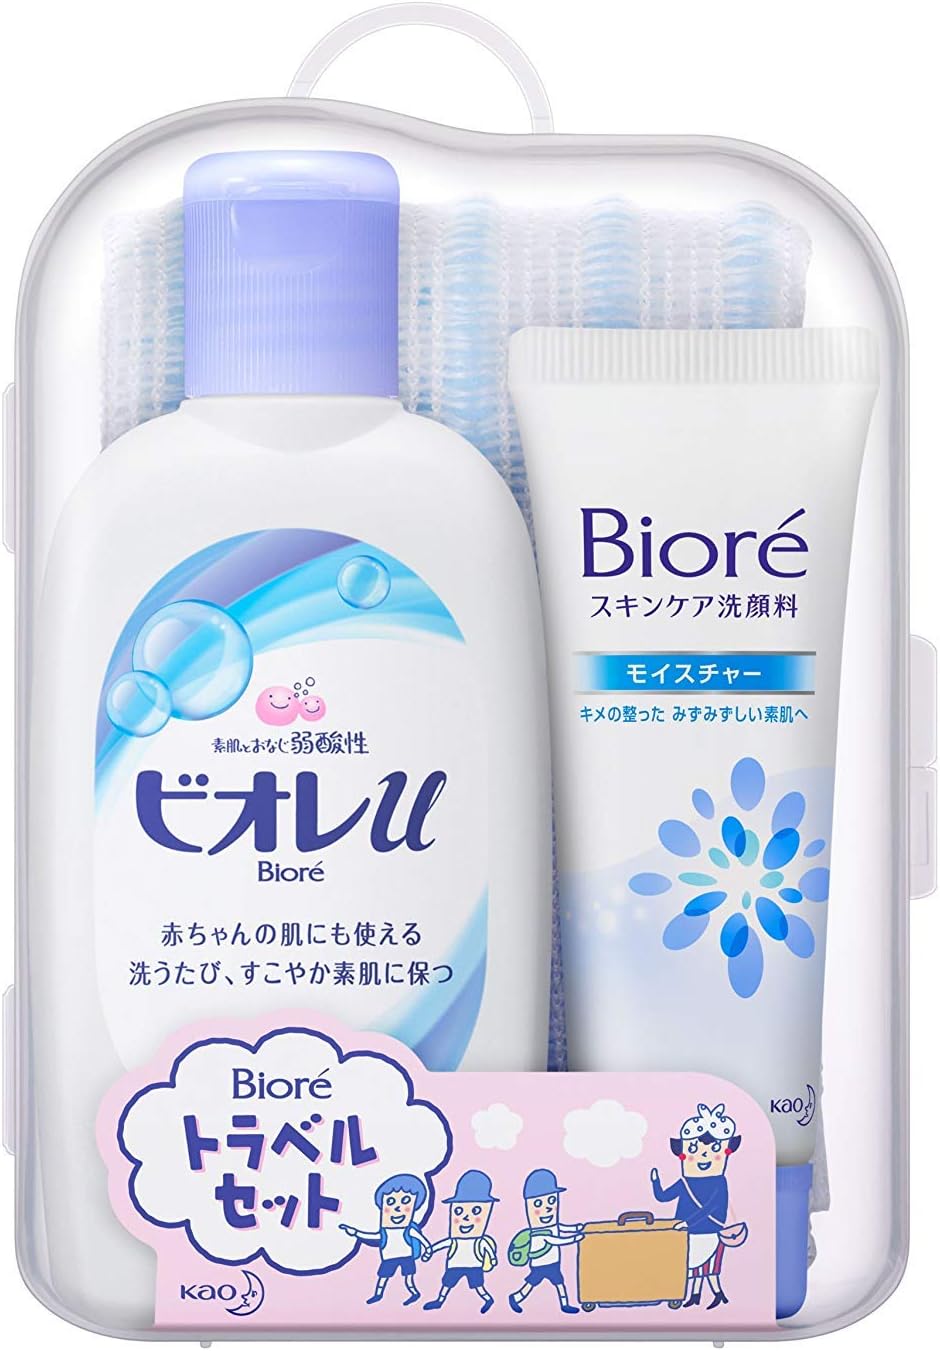 素肌とおなじ弱酸性
ビオレu
Bioré
赤ちゃんの肌にも使える
洗うたび、すこやか素肌に保つ
Bioré
スキンケア洗顔料
モイスチャー
キメの整った みずみずしい素肌へ
Kao
Bioré
トラベル
セット
Kao